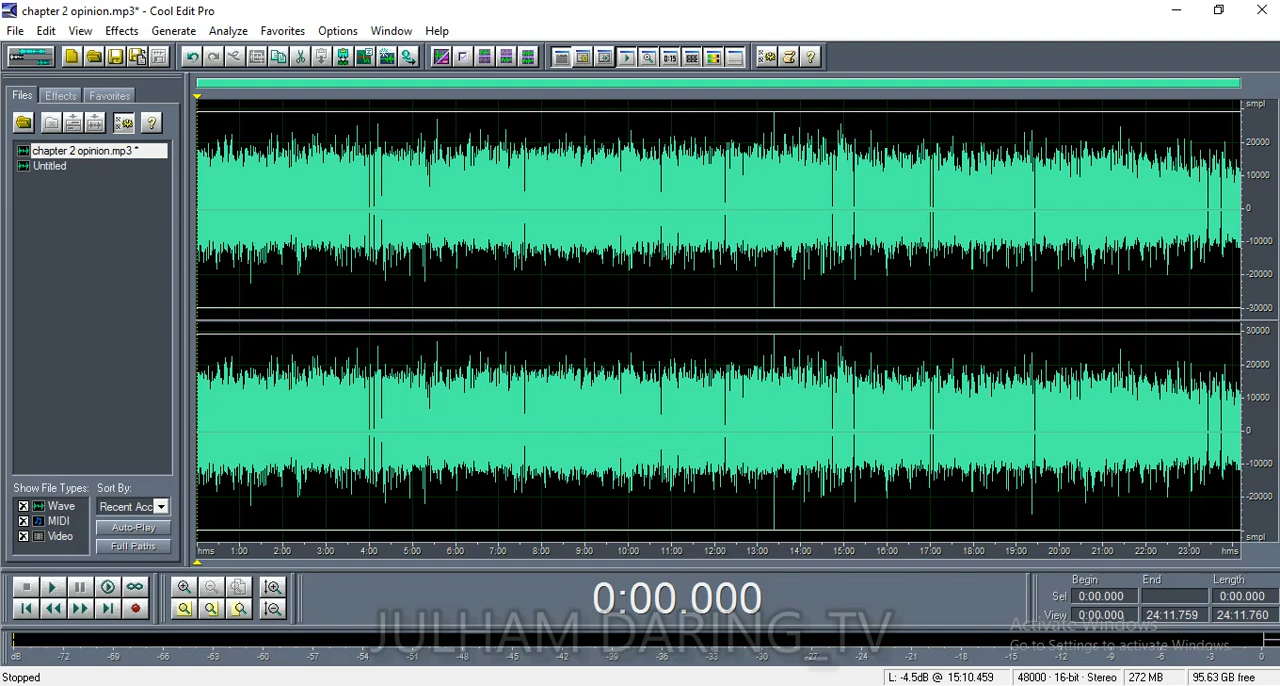 chapter 2 opinion.mp3* - Cool Edit Pro
File Edit View Effects Generate Analyze Favorites Options Window Help
Files Effects Favorites
chapter 2 opinion.mp3 *
Untitled
Show File Types: Sort By:
Wave Recent Acc
MIDI Auto-Play
Video Full Paths
smpl
20000
10000
0
-10000
-20000
-30000
30000
20000
10000
0
-10000
-20000
smpl
hms 1:00 2:00 3:00 4:00 5:00 6:00 7:00 8:00 9:00 10:00 11:00 12:00 13:00 14:00 15:00 16:00 17:00 18:00 19:00 20:00 21:00 22:00 23:00 hms
0:00.000
Begin End Length
Sel 0:00.000 0:00.000
View 0:00.000 24:11.759 24:11.760
JULHAM DARING_TV
Activate Windows
Go to Settings to activate Windows.
dB -72 -69 -66 -63 -60 -57 -54 -51 -48 -45 -42 -39 -36 -33 -30 -27 -24 -21 -18 -15 -12 -9 -6 -3 0
Stopped
L: -4.5dB @ 15:10.459 48000 · 16-bit · Stereo 272 MB 95.63 GB free